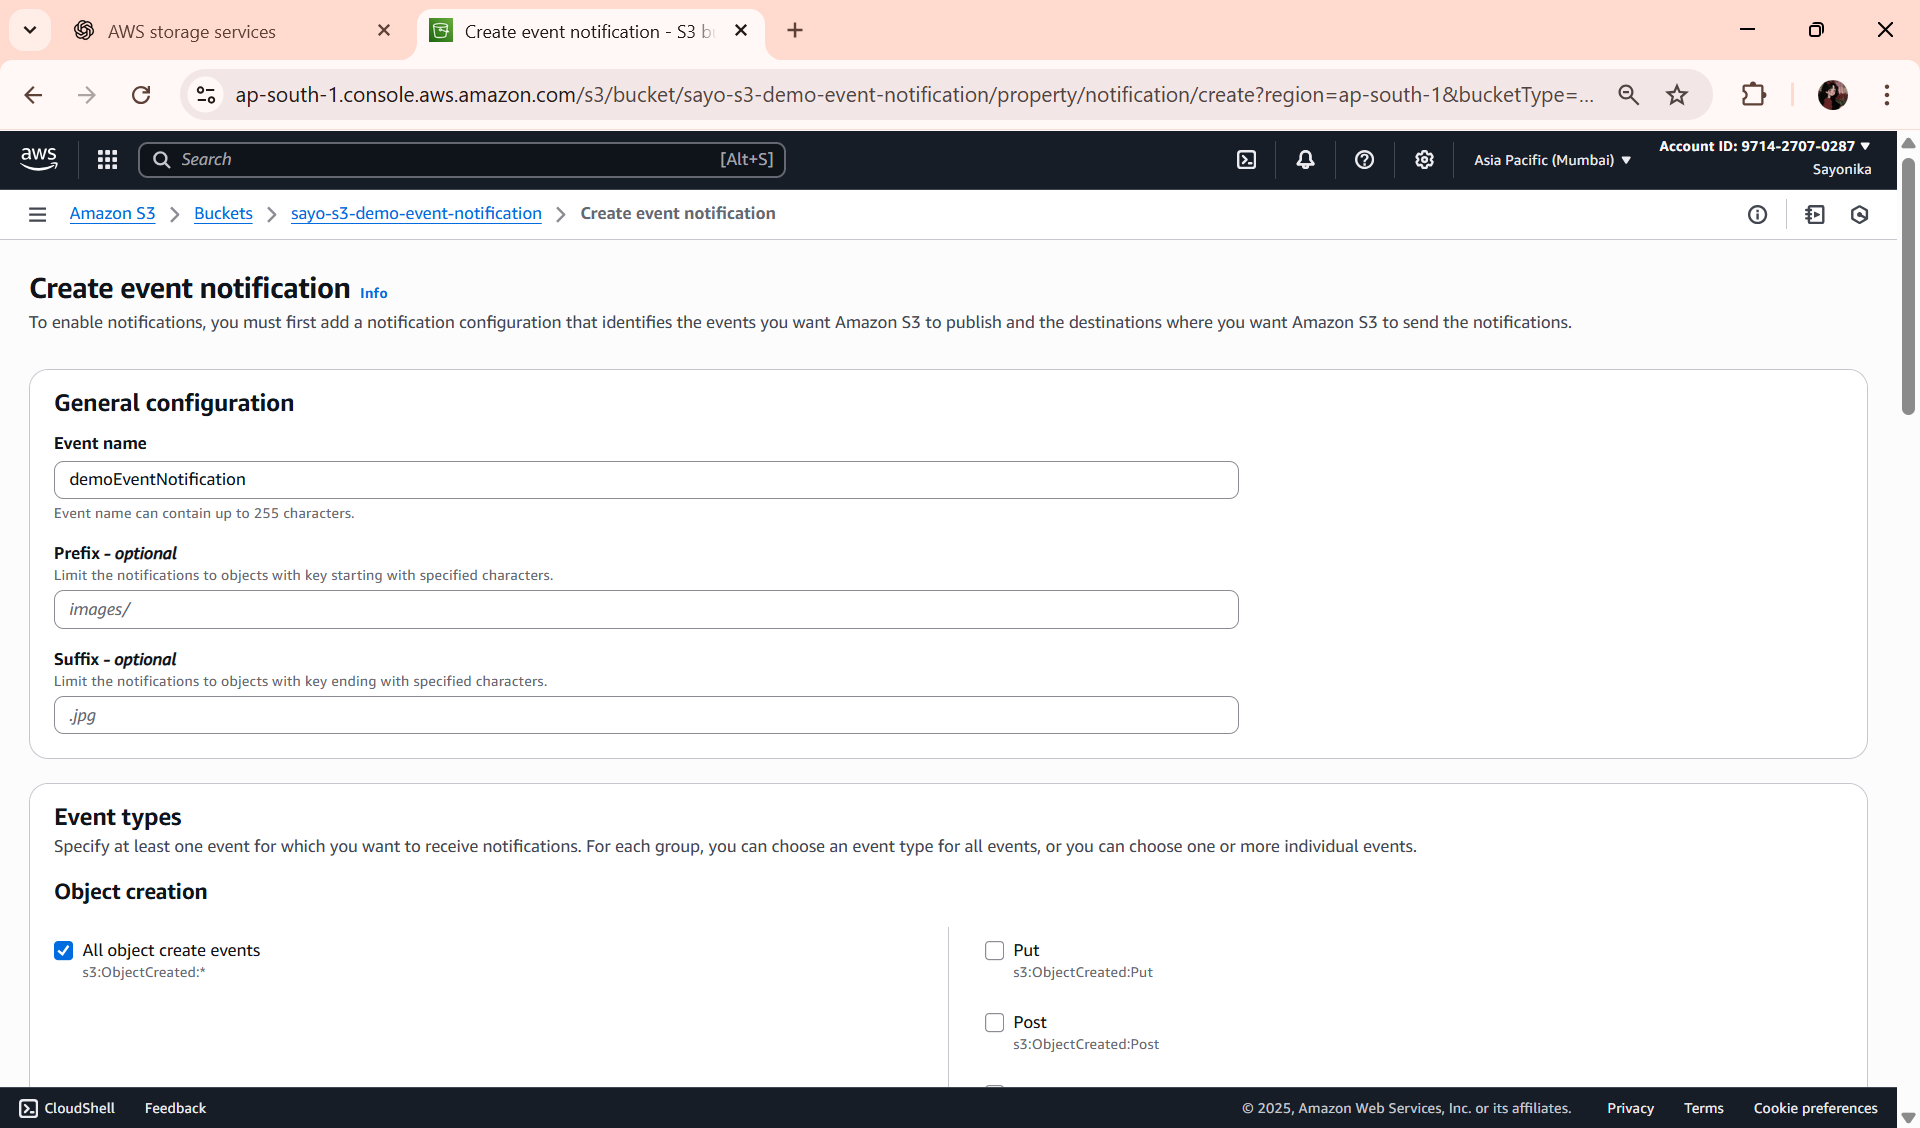 AWS storage services
Create event notification - S3 b
ap-south-1.console.aws.amazon.com/s3/bucket/sayo-s3-demo-event-notification/property/notification/create?region=ap-south-1&bucketType=...
aws
Search
[Alt+S]
Asia Pacific (Mumbai)
Account ID: 9714-2707-0287
Sayonika
Amazon S3
Buckets
sayo-s3-demo-event-notification
Create event notification
Create event notification Info
To enable notifications, you must first add a notification configuration that identifies the events you want Amazon S3 to publish and the destinations where you want Amazon S3 to send the notifications.
General configuration
Event name
demoEventNotification
Event name can contain up to 255 characters.
Prefix - optional
Limit the notifications to objects with key starting with specified characters.
images/
Suffix - optional
Limit the notifications to objects with key ending with specified characters.
.jpg
Event types
Specify at least one event for which you want to receive notifications. For each group, you can choose an event type for all events, or you can choose one or more individual events.
Object creation
All object create events
s3:ObjectCreated:*
Put
s3:ObjectCreated:Put
Post
s3:ObjectCreated:Post
CloudShell
Feedback
© 2025, Amazon Web Services, Inc. or its affiliates.
Privacy
Terms
Cookie preferences